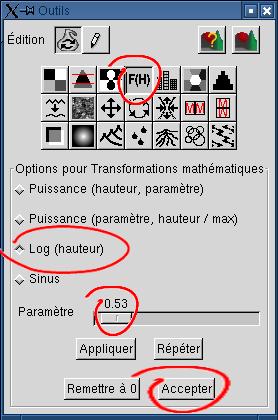 Outils
Édition
F(H)
Options pour Transformations mathématiques
Puissance (hauteur, paramètre)
Puissance (paramètre, hauteur / max)
Log (hauteur)
Sinus
0.53
Paramètre
Appliquer
Répéter
Remettre à 0
Accepter